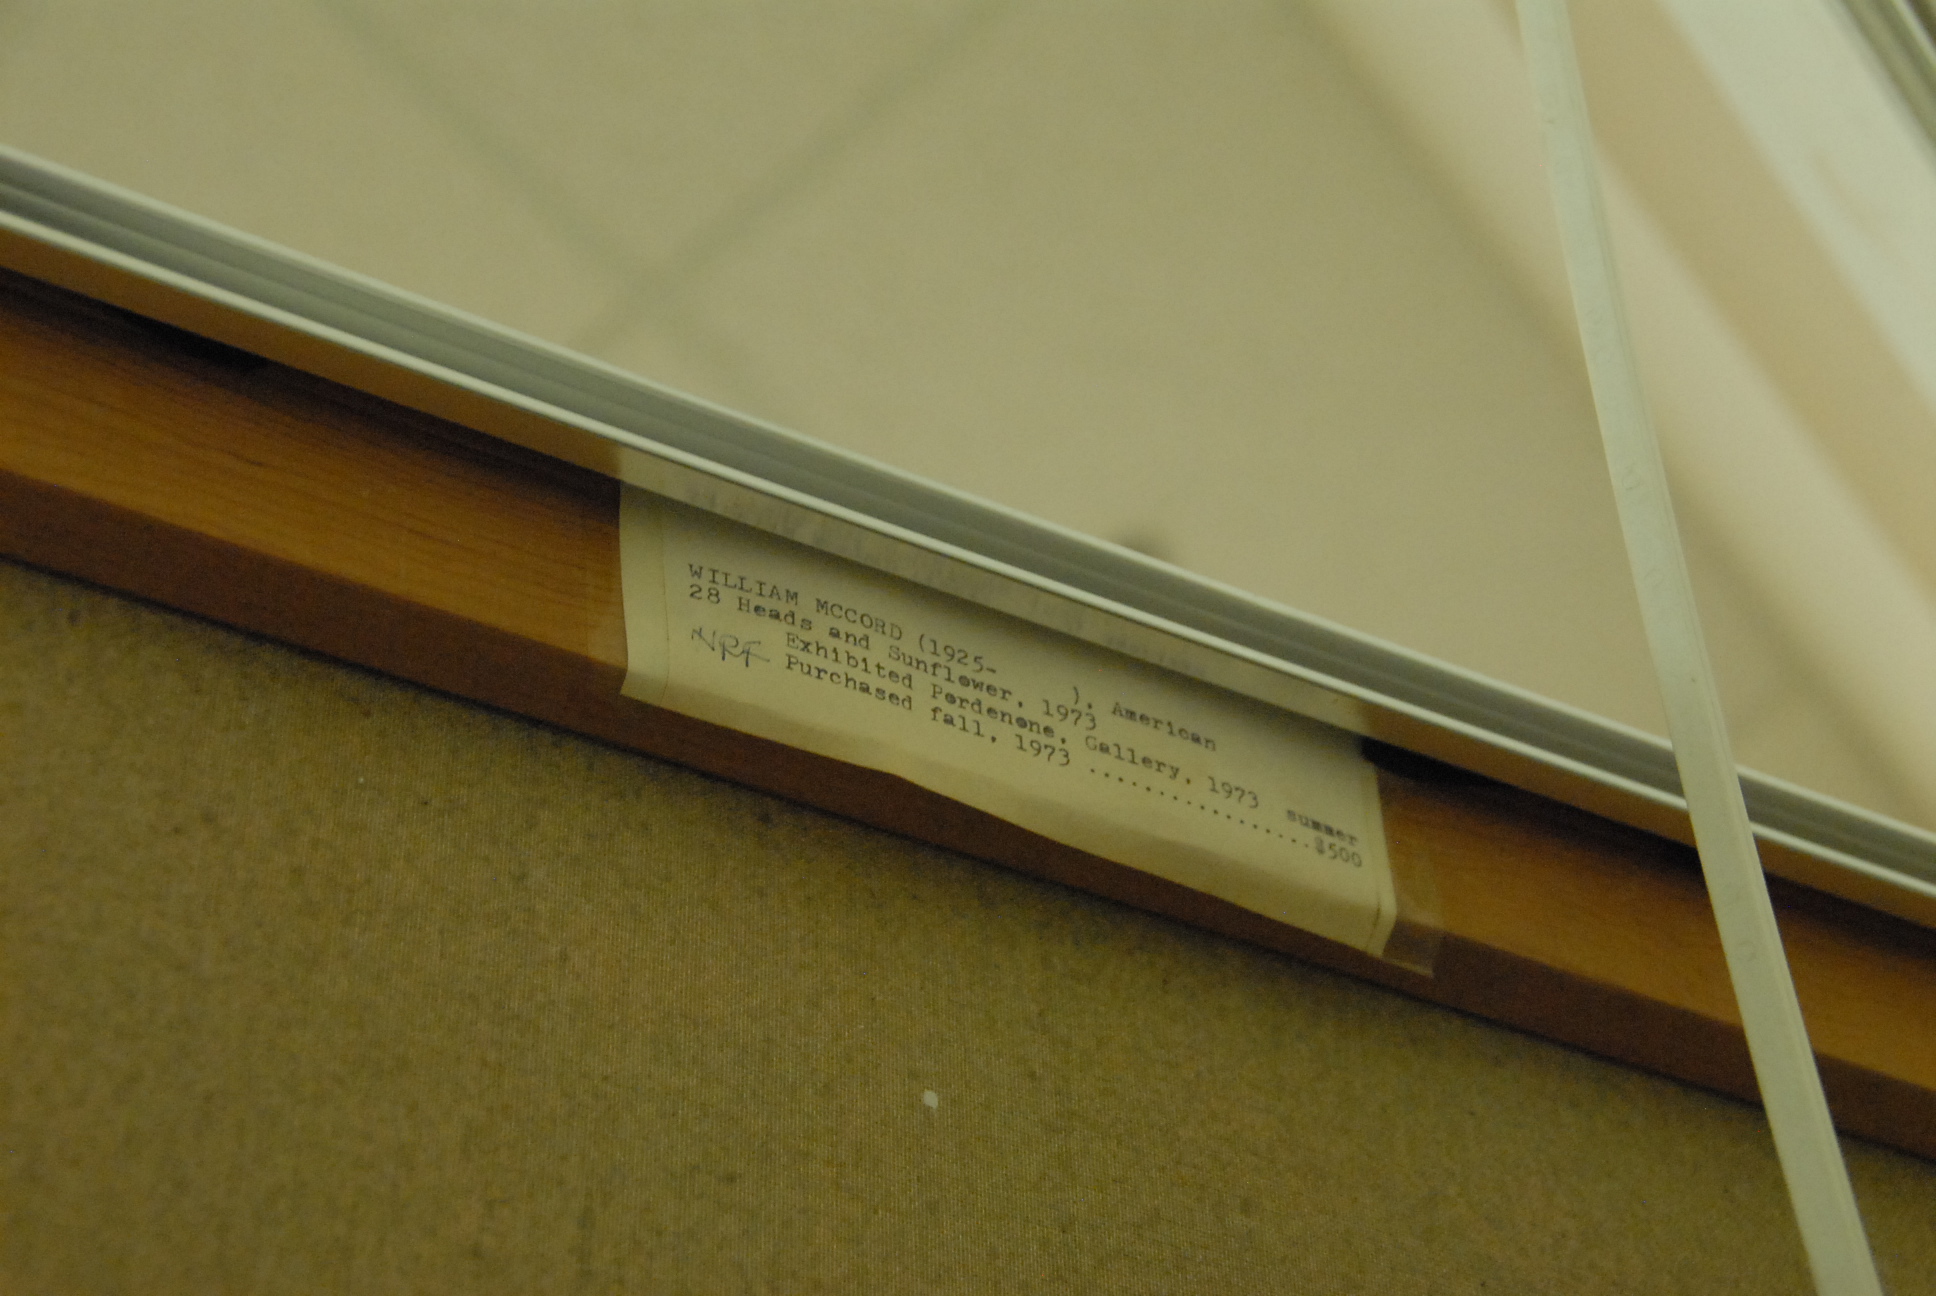 WILLIAM MCCORD (1925-      ), American
28 Heads and Sunflower, 1973
Exhibited Pordenone, Gallery, 1973 summer
NRF Purchased fall, 1973 ..................$500